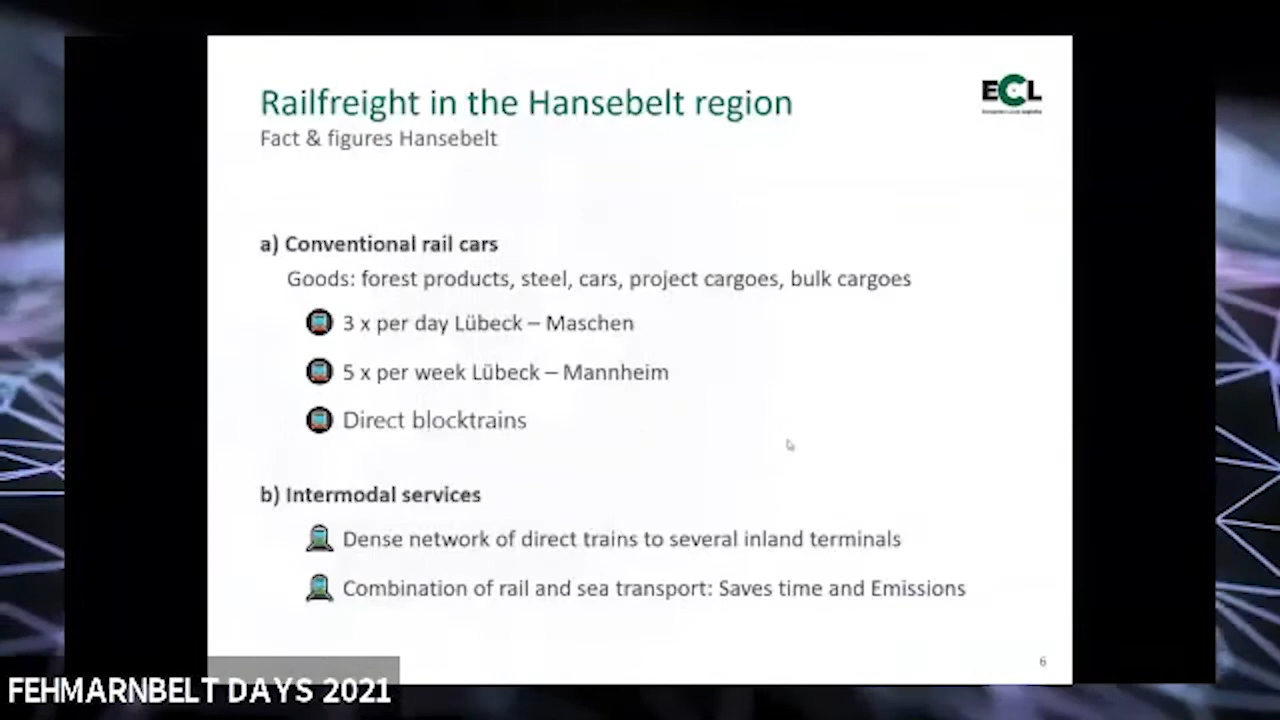 Railfreight in the Hansebelt region
Fact & figures Hansebelt
ECL
a) Conventional rail cars
Goods: forest products, steel, cars, project cargoes, bulk cargoes
3 x per day Lübeck – Maschen
5 x per week Lübeck – Mannheim
Direct blocktrains
b) Intermodal services
Dense network of direct trains to several inland terminals
Combination of rail and sea transport: Saves time and Emissions
6
FEHMARNBELT DAYS 2021